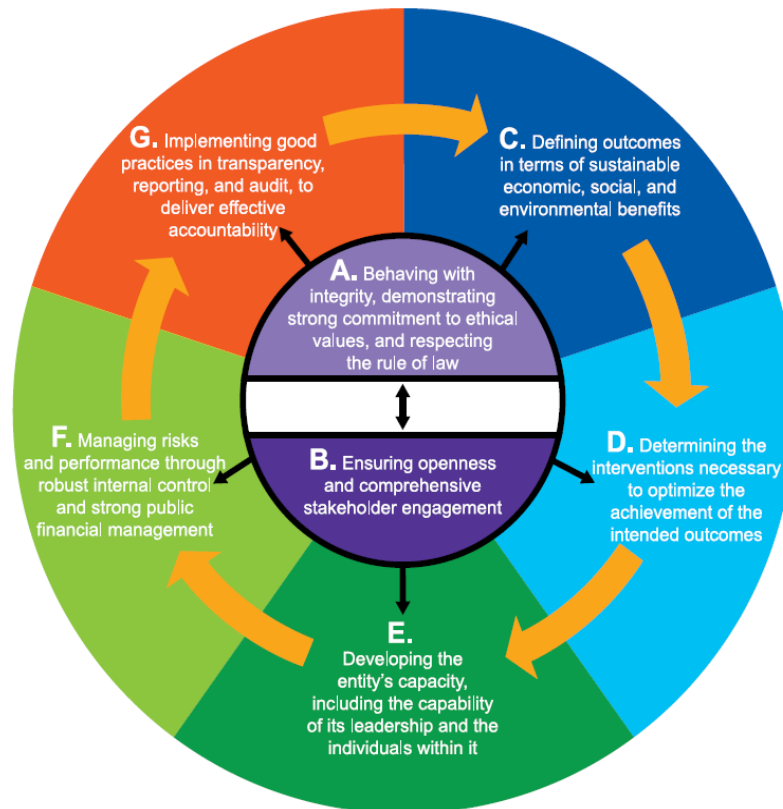 G. Implementing good
practices in transparency,
reporting, and audit, to
deliver effective
accountability
C. Defining outcomes
in terms of sustainable
economic, social, and
environmental benefits
A. Behaving with
integrity, demonstrating
strong commitment to ethical
values, and respecting
the rule of law
F. Managing risks
and performance through
robust internal control
and strong public
financial management
B. Ensuring openness
and comprehensive
stakeholder engagement
D. Determining the
interventions necessary
to optimize the
achievement of the
intended outcomes
E.
Developing the
entity's capacity,
including the capability
of its leadership and the
individuals within it